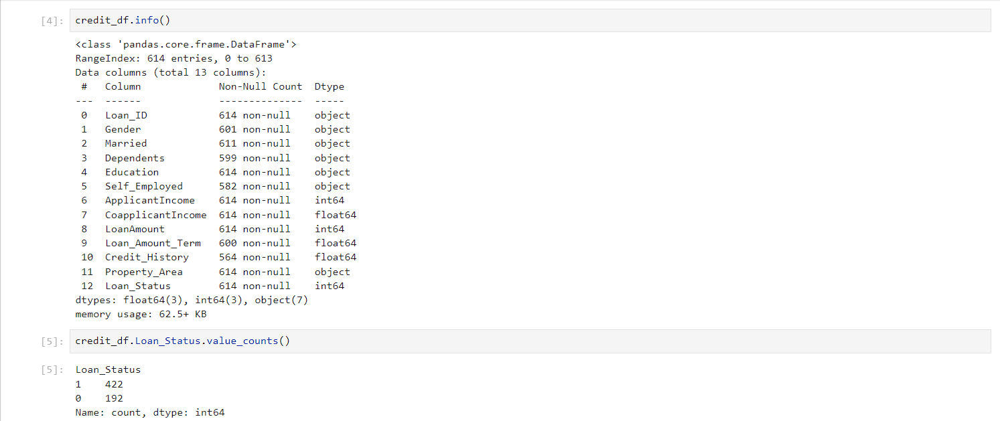 [4]: credit_df.info()
<class 'pandas.core.frame.DataFrame'>
RangeIndex: 614 entries, 0 to 613
Data columns (total 13 columns):
 #   Column             Non-Null Count  Dtype
---  ------             --------------  -----
 0   Loan_ID            614 non-null    object
 1   Gender             601 non-null    object
 2   Married            611 non-null    object
 3   Dependents         599 non-null    object
 4   Education          614 non-null    object
 5   Self_Employed      582 non-null    object
 6   ApplicantIncome    614 non-null    int64
 7   CoapplicantIncome  614 non-null    float64
 8   LoanAmount         614 non-null    int64
 9   Loan_Amount_Term   600 non-null    float64
 10  Credit_History     564 non-null    float64
 11  Property_Area      614 non-null    object
 12  Loan_Status        614 non-null    int64
dtypes: float64(3), int64(3), object(7)
memory usage: 62.5+ KB
[5]: credit_df.Loan_Status.value_counts()
[5]: Loan_Status
1    422
0    192
Name: count, dtype: int64